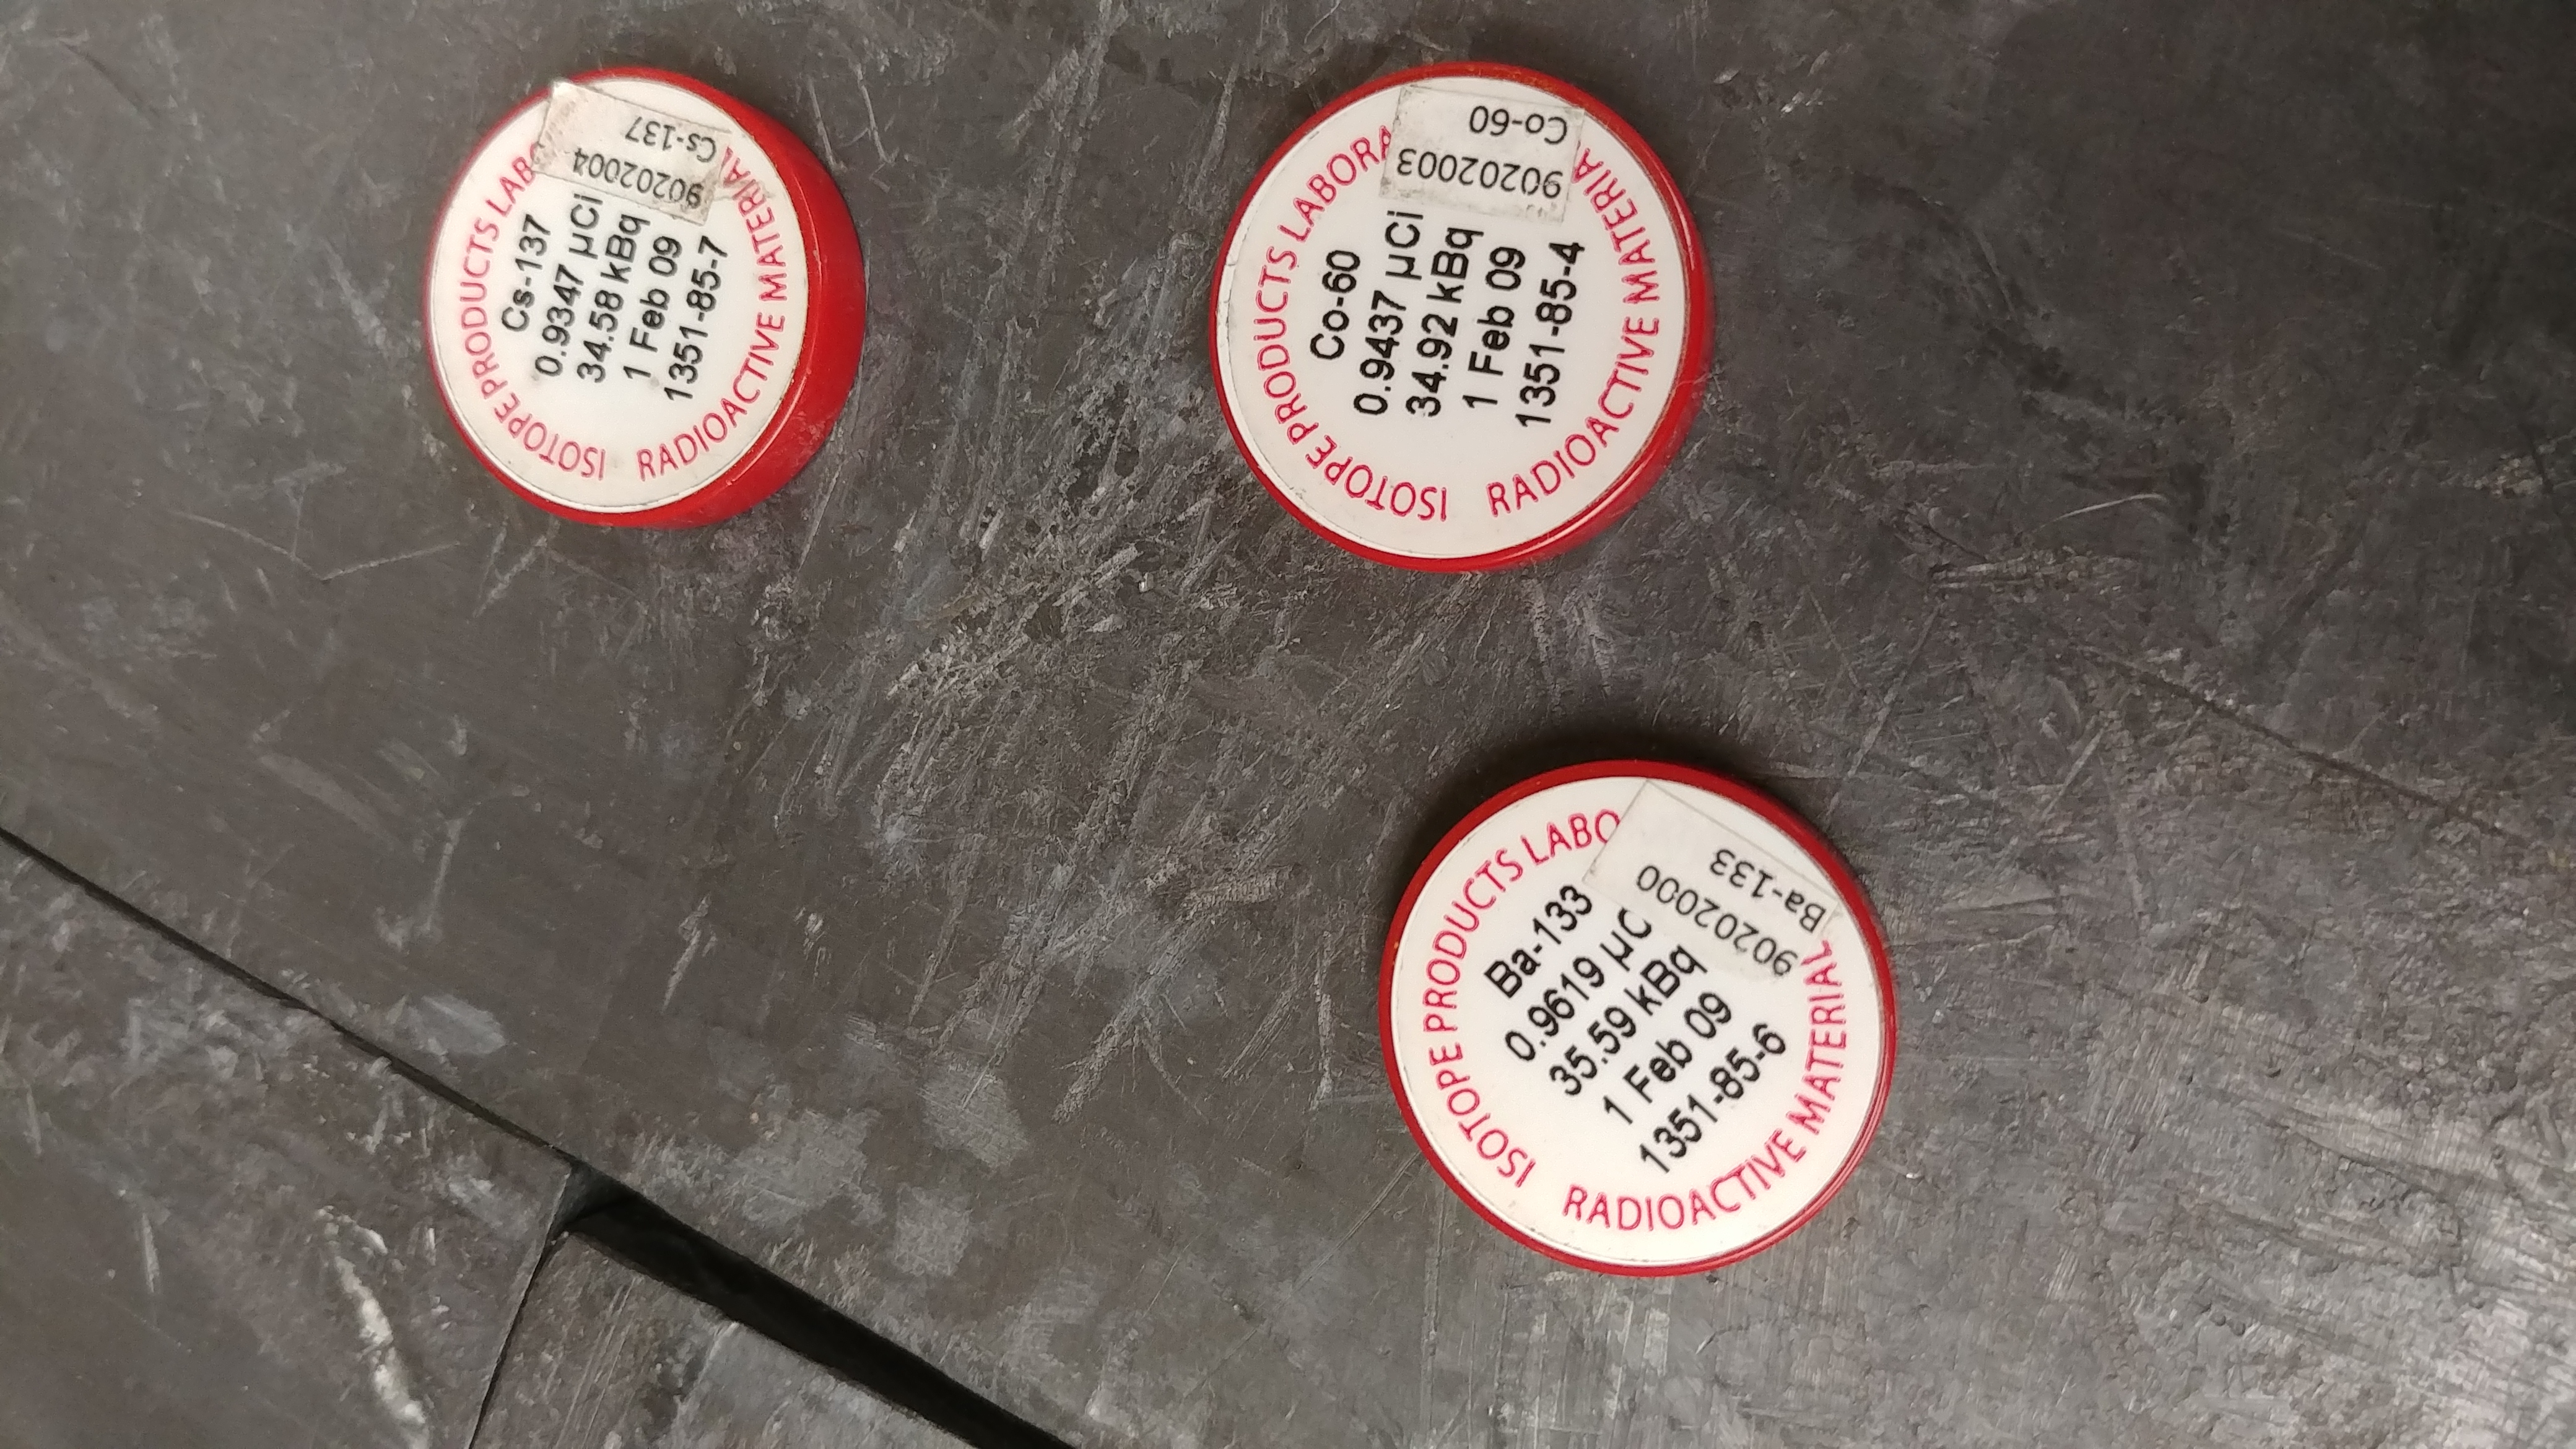 ISOTOPE PRODUCTS
Cs-137
0.9347 µCi
34.58 kBq
1 Feb 09
1351-85-7
RADIOACTIVE MATERIAL
90202004
Cs-137
ISOTOPE PRODUCTS LABORA
Co-60
0.9437 µCi
34.92 kBq
1 Feb 09
1351-85-4
RADIOACTIVE MATERIA
90202003
Co-60
ISOTOPE PRODUCTS LABO
Ba-133
0.9619 µC
35.59 kBq
1 Feb 09
1351-85-6
RADIOACTIVE MATERIAL
90202000
Ba-133